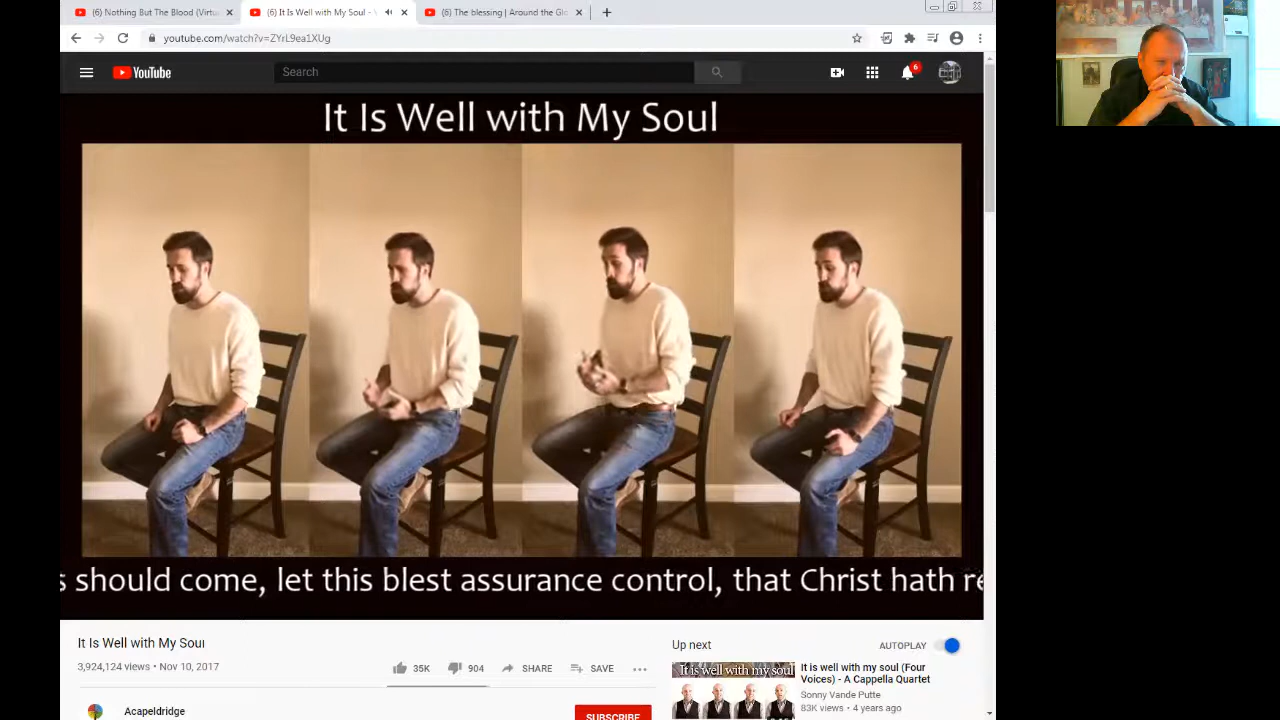 (6) Nothing But The Blood (Virtu
(6) It Is Well with My Soul -
(6) The blessing | Around the Glo
youtube.com/watch?v=ZYrL9ea1XUg
YouTube
Search
6
It Is Well with My Soul
s should come, let this blest assurance control, that Christ hath re
It Is Well with My Soul
3,924,124 views • Nov 10, 2017
35K
904
SHARE
SAVE
Acapeldridge
SUBSCRIBE
Up next
AUTOPLAY
It is well with my soul
It is well with my soul (Four
Voices) - A Cappella Quartet
Sonny Vande Putte
83K views • 4 years ago